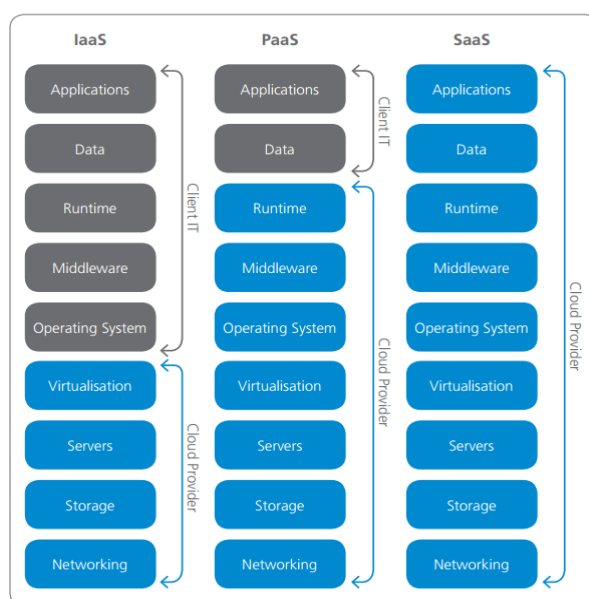 IaaS
PaaS
SaaS
Applications
Data
Runtime
Middleware
Operating System
Virtualisation
Servers
Storage
Networking
Client IT
Cloud Provider
Applications
Data
Runtime
Middleware
Operating System
Virtualisation
Servers
Storage
Networking
Client IT
Cloud Provider
Applications
Data
Runtime
Middleware
Operating System
Virtualisation
Servers
Storage
Networking
Cloud Provider